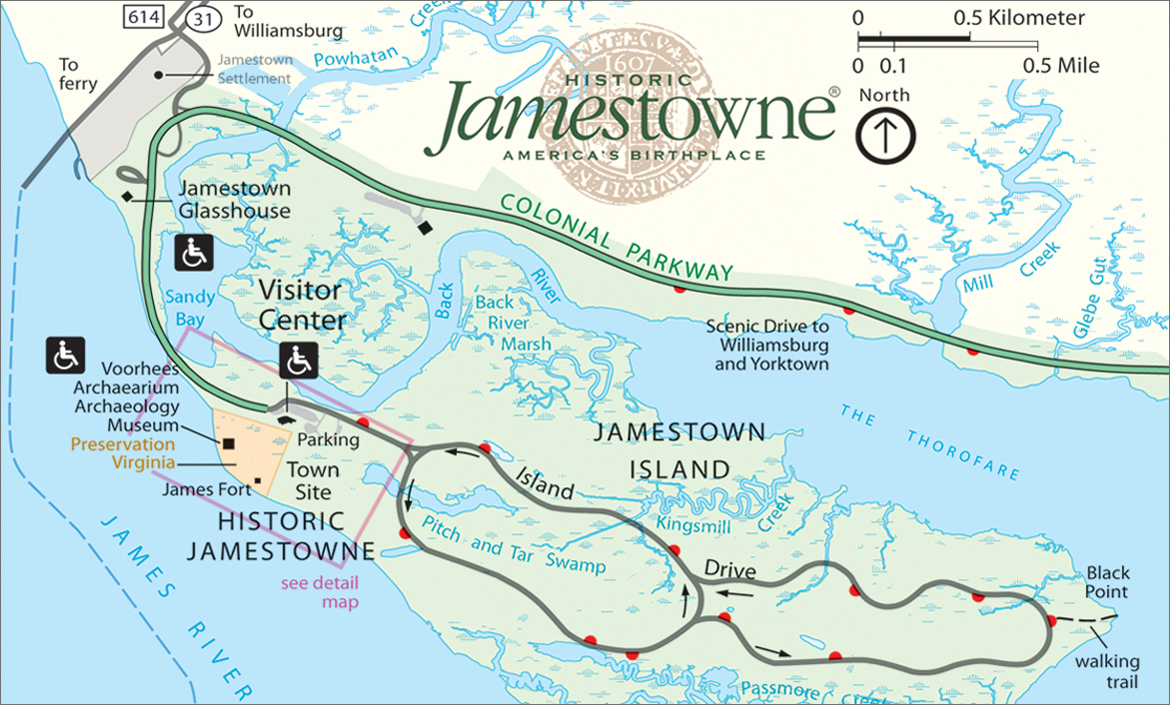 614
31
To
Williamsburg
To
ferry
Jamestown
Settlement
Powhatan
Creek
1607
HISTORIC
Jamestowne®
AMERICA'S BIRTHPLACE
0 0.5 Kilometer
0 0.1 0.5 Mile
North
Jamestown
Glasshouse
COLONIAL PARKWAY
Sandy
Bay
Visitor
Center
Back
River
Back
River
Marsh
Mill
Creek
Glebe Gut
Scenic Drive to
Williamsburg
and Yorktown
Voorhees
Archaearium
Archaeology
Museum
Preservation
Virginia
James Fort
Parking
Town
Site
HISTORIC
JAMESTOWNE
see detail
map
JAMESTOWN
ISLAND
THE THOROFARE
Island
Drive
Kingsmill
Creek
Pitch and Tar Swamp
JAMES RIVER
Black
Point
walking
trail
Passmore Creek